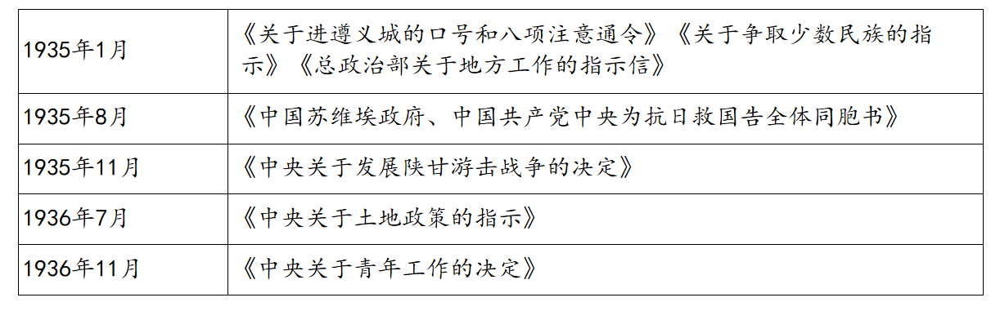 1935年1月
《关于进遵义城的口号和八项注意通令》《关于争取少数民族的指
示》《总政治部关于地方工作的指示信》
1935年8月
《中国苏维埃政府、中国共产党中央为抗日救国告全体同胞书》
1935年11月
《中央关于发展陕甘游击战争的决定》
1936年7月
《中央关于土地政策的指示》
1936年11月
《中央关于青年工作的决定》